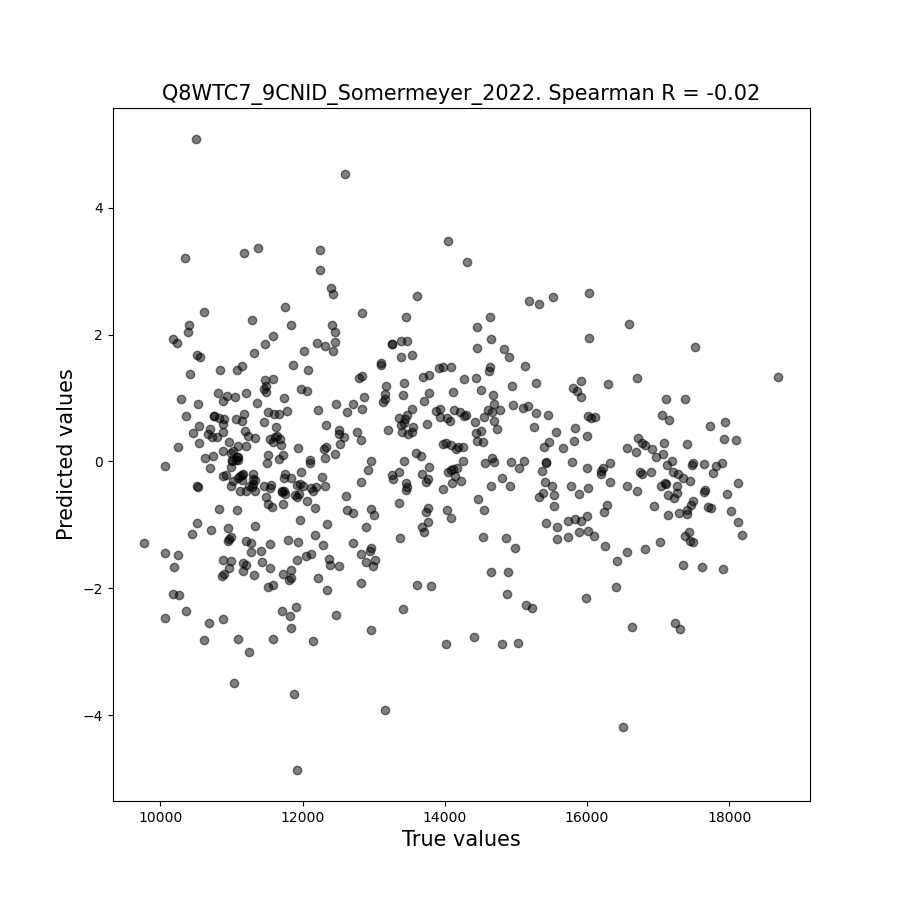 Q8WTC7_9CNID_Somermeyer_2022. Spearman R = -0.02
Predicted values
4
2
0
−2
−4
10000 12000 14000 16000 18000
True values